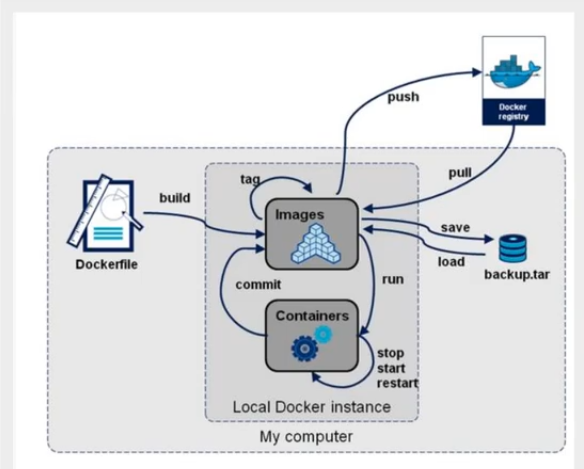 Docker
registry
push
pull
tag
build
Images
save
load
Dockerfile
backup.tar
commit
run
Containers
stop
start
restart
Local Docker instance
My computer